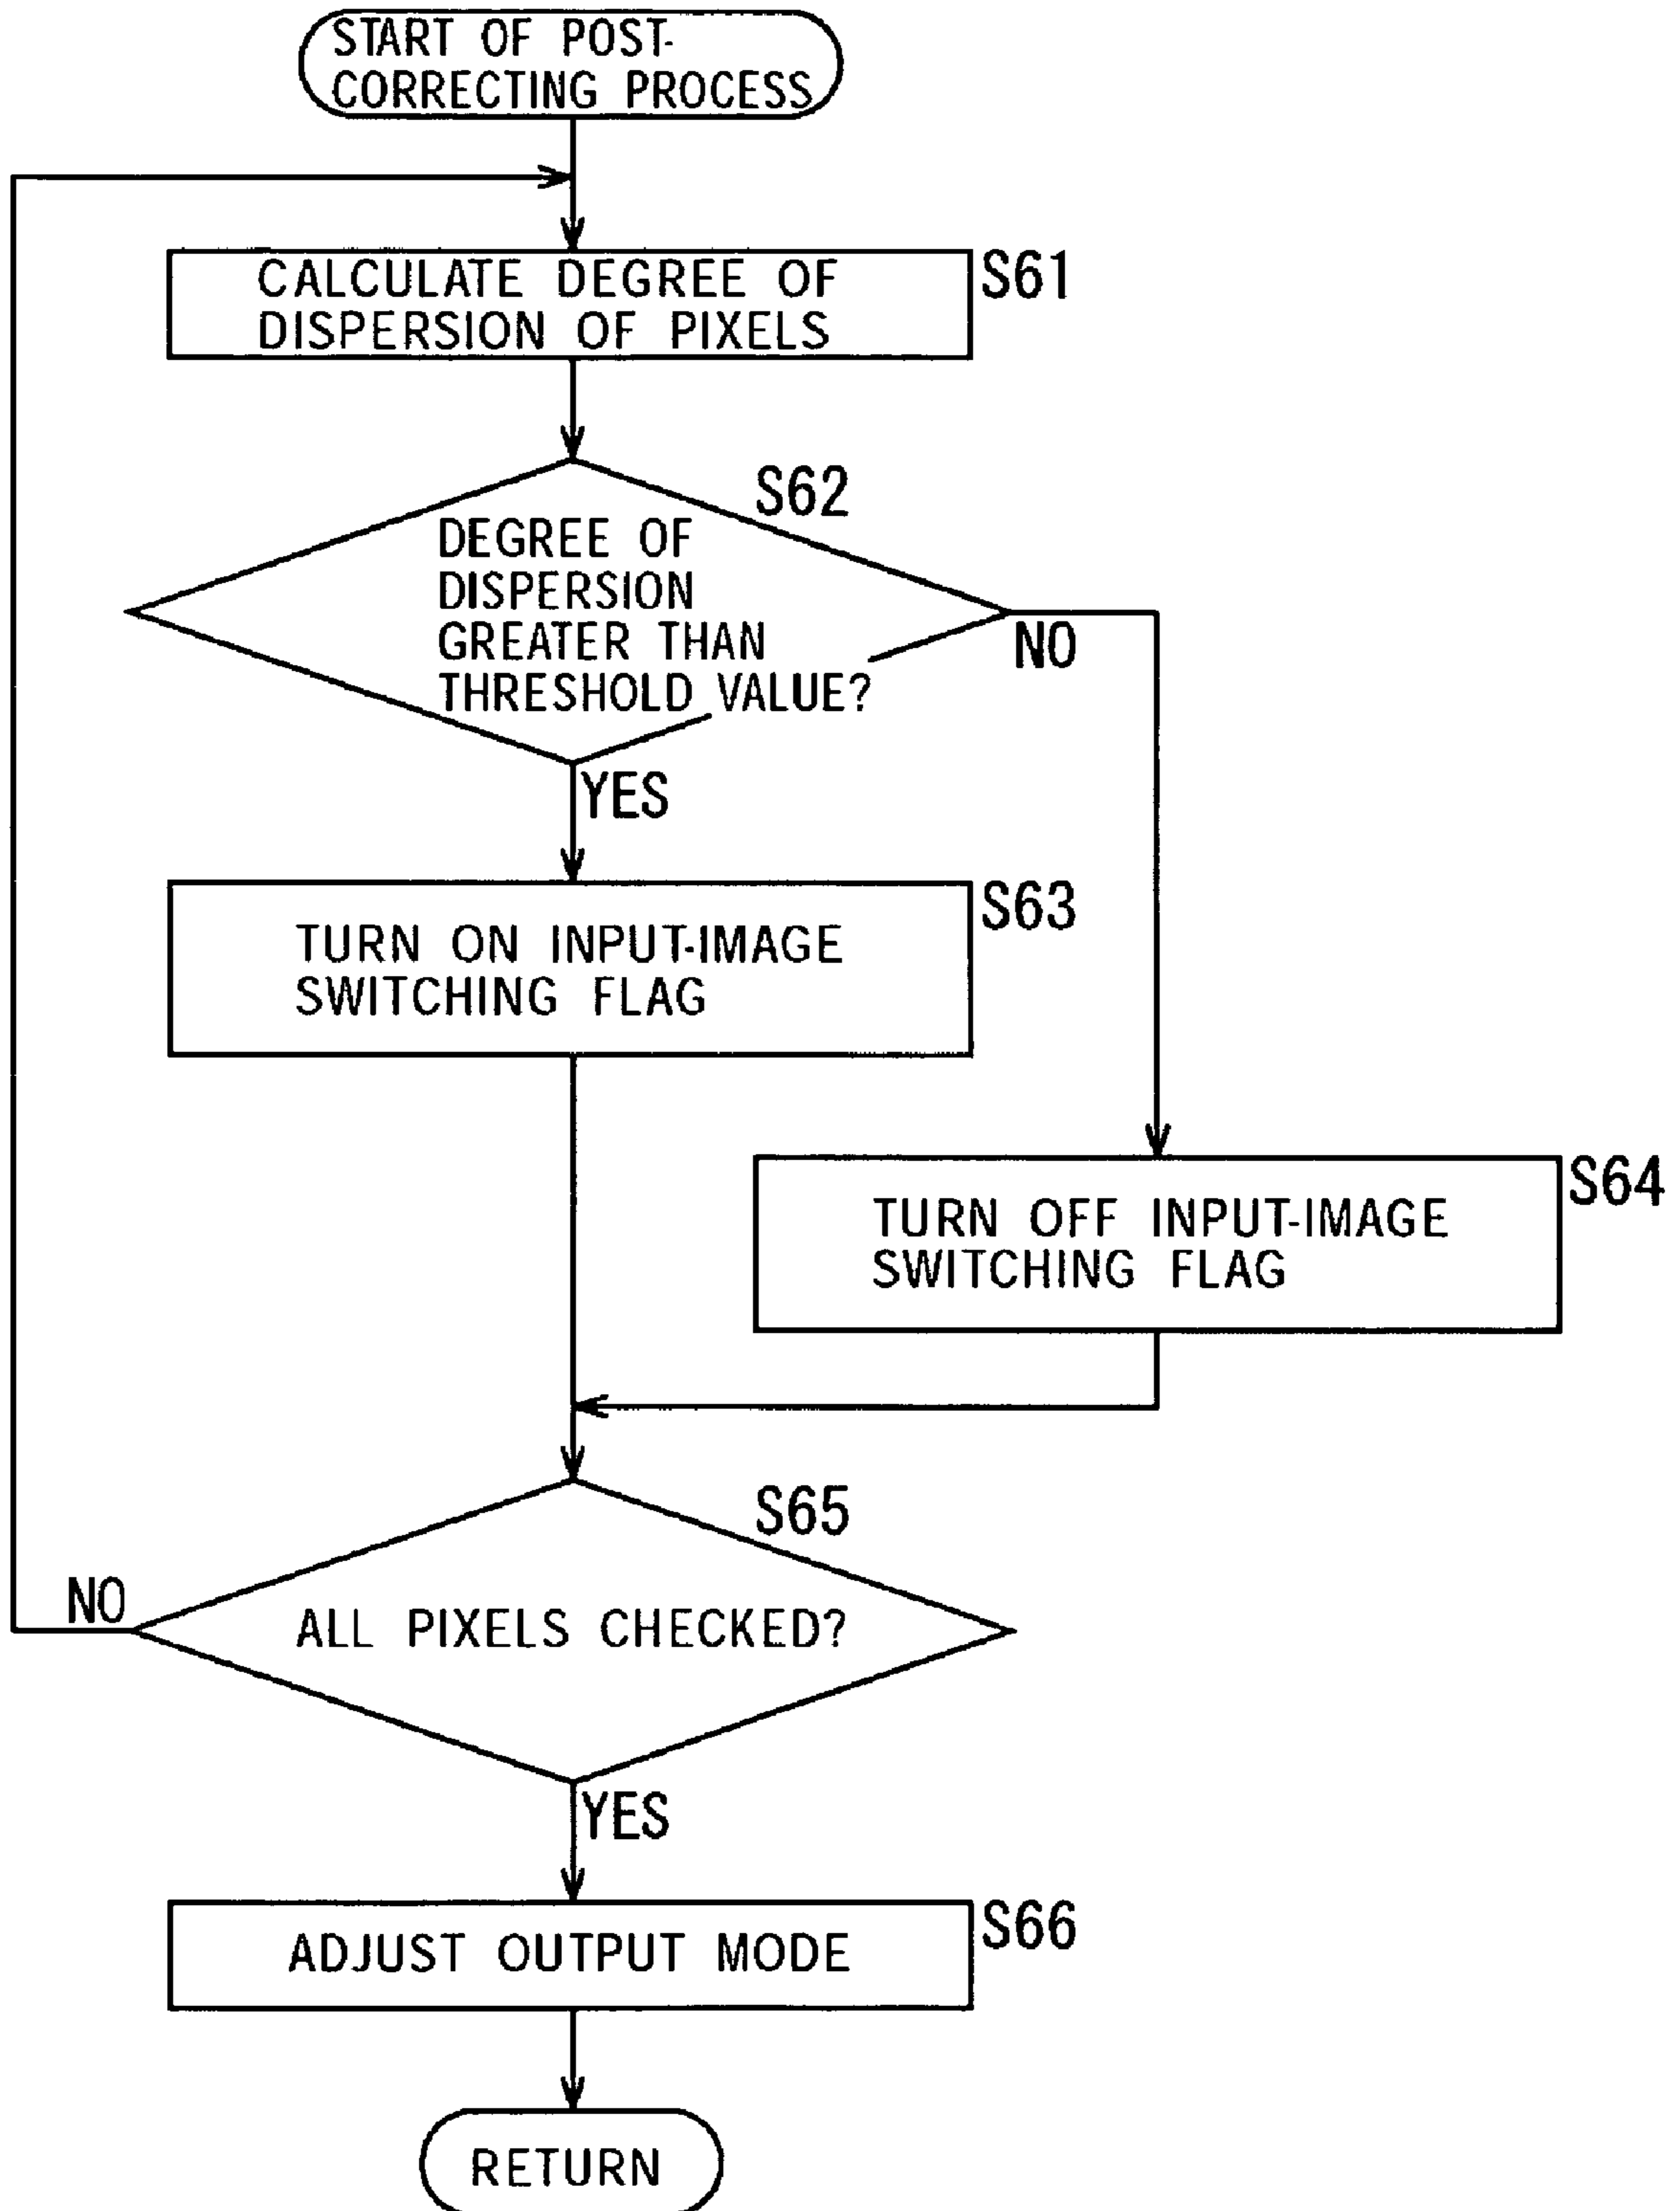 START OF POST-
CORRECTING PROCESS
CALCULATE DEGREE OF
DISPERSION OF PIXELS
S61
S62
DEGREE OF
DISPERSION
GREATER THAN
THRESHOLD VALUE?
NO
YES
TURN ON INPUT-IMAGE
SWITCHING FLAG
S63
TURN OFF INPUT-IMAGE
SWITCHING FLAG
S64
S65
NO
ALL PIXELS CHECKED?
YES
ADJUST OUTPUT MODE
S66
RETURN